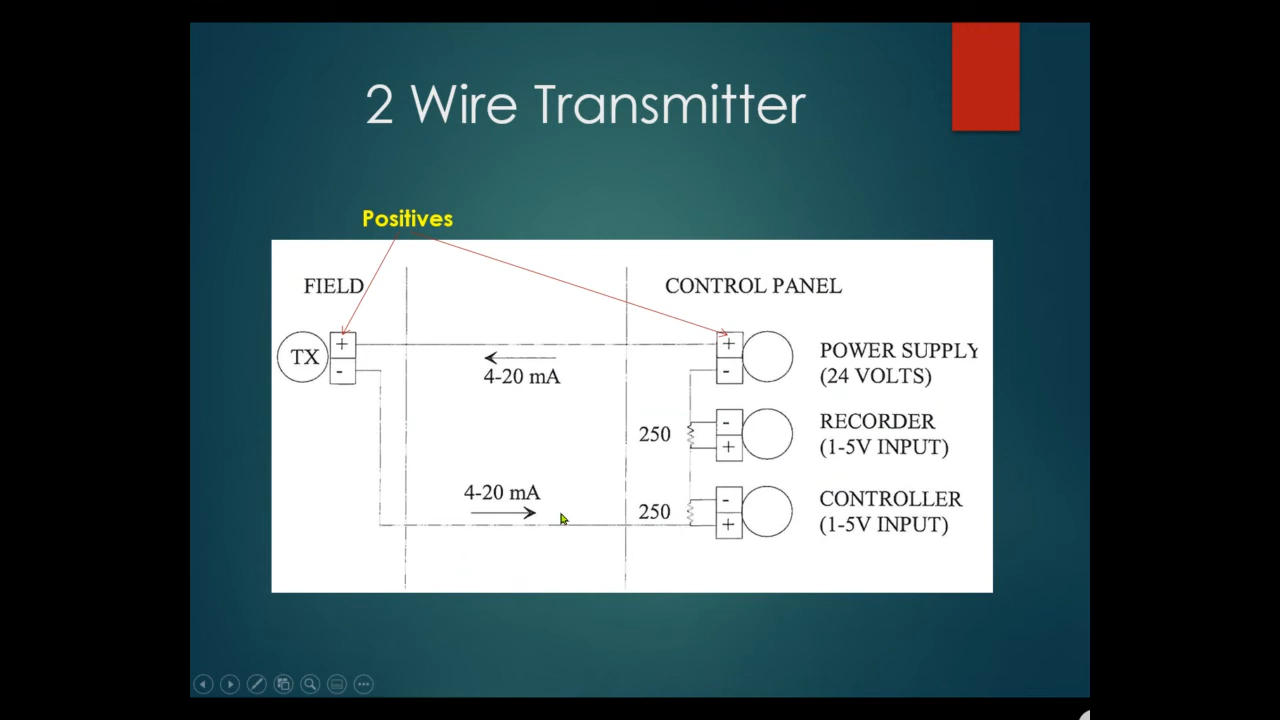 2 Wire Transmitter
Positives
FIELD
CONTROL PANEL
TX
+
-
4-20 mA
+
-
POWER SUPPLY
(24 VOLTS)
250
-
+
RECORDER
(1-5V INPUT)
4-20 mA
250
-
+
CONTROLLER
(1-5V INPUT)